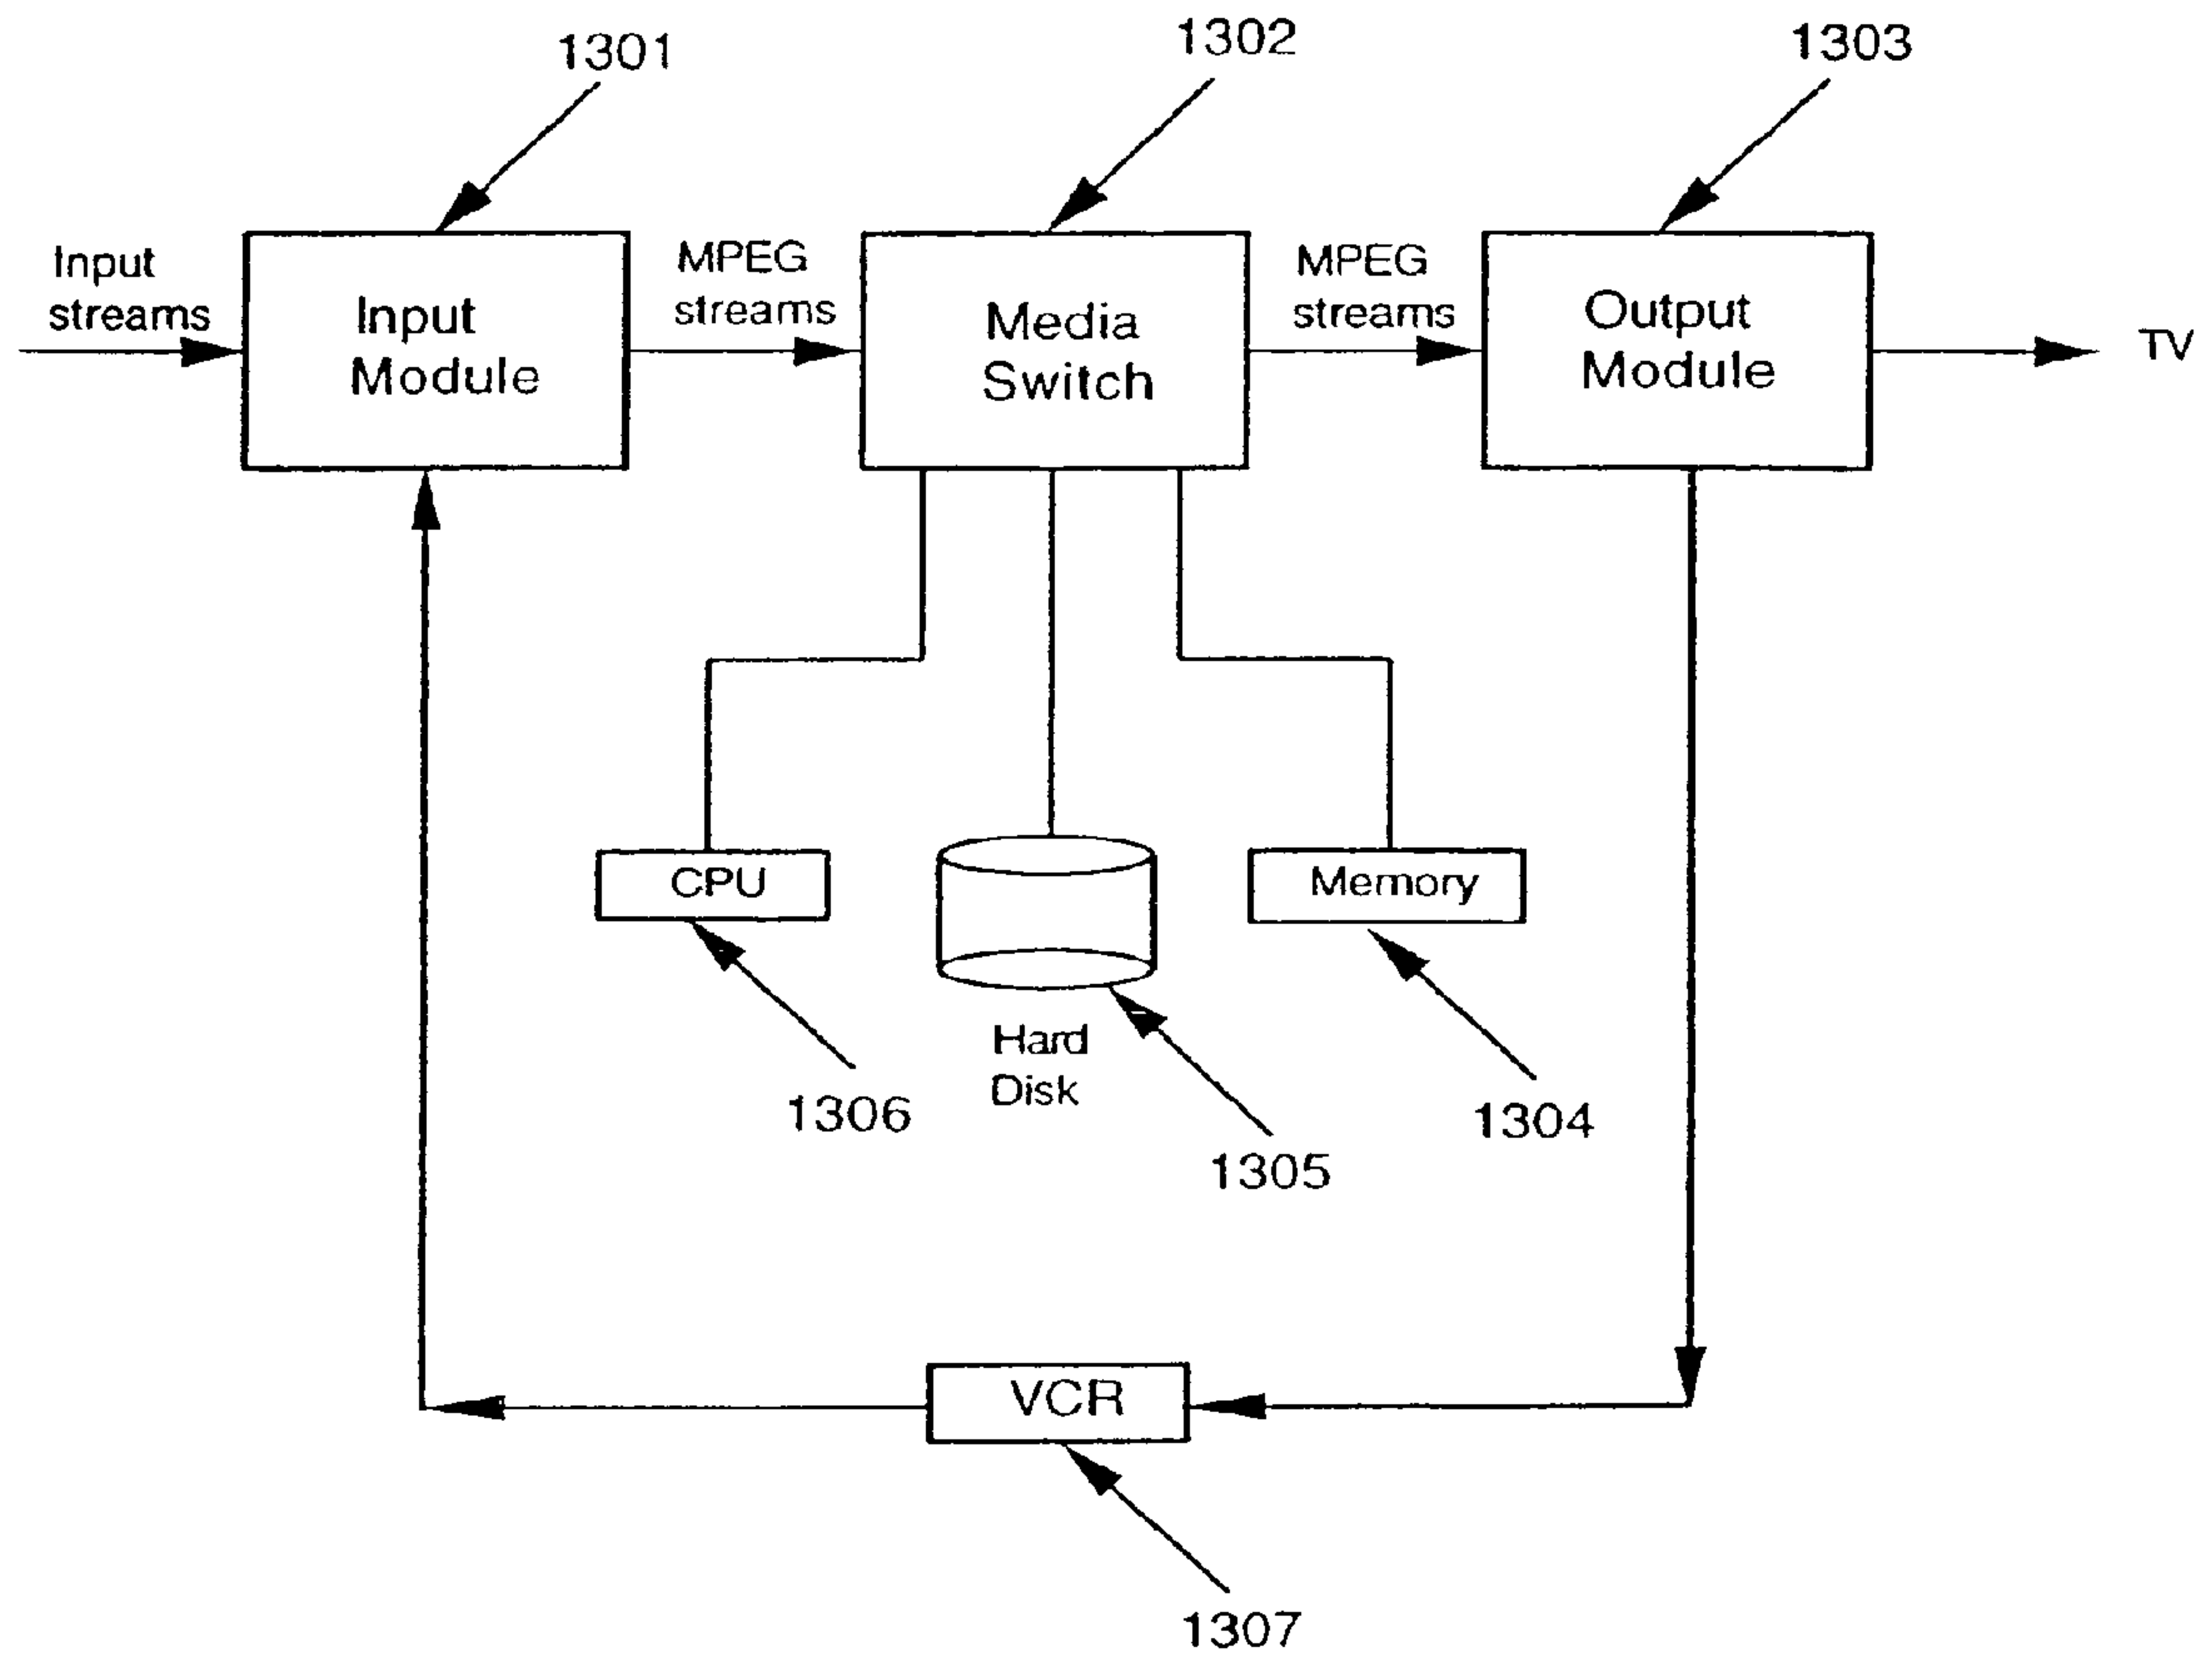 1301
1302
1303
Input
streams
Input
Module
MPEG
streams
Media
Switch
MPEG
streams
Output
Module
TV
CPU
Memory
Hard
Disk
1306
1305
1304
VCR
1307